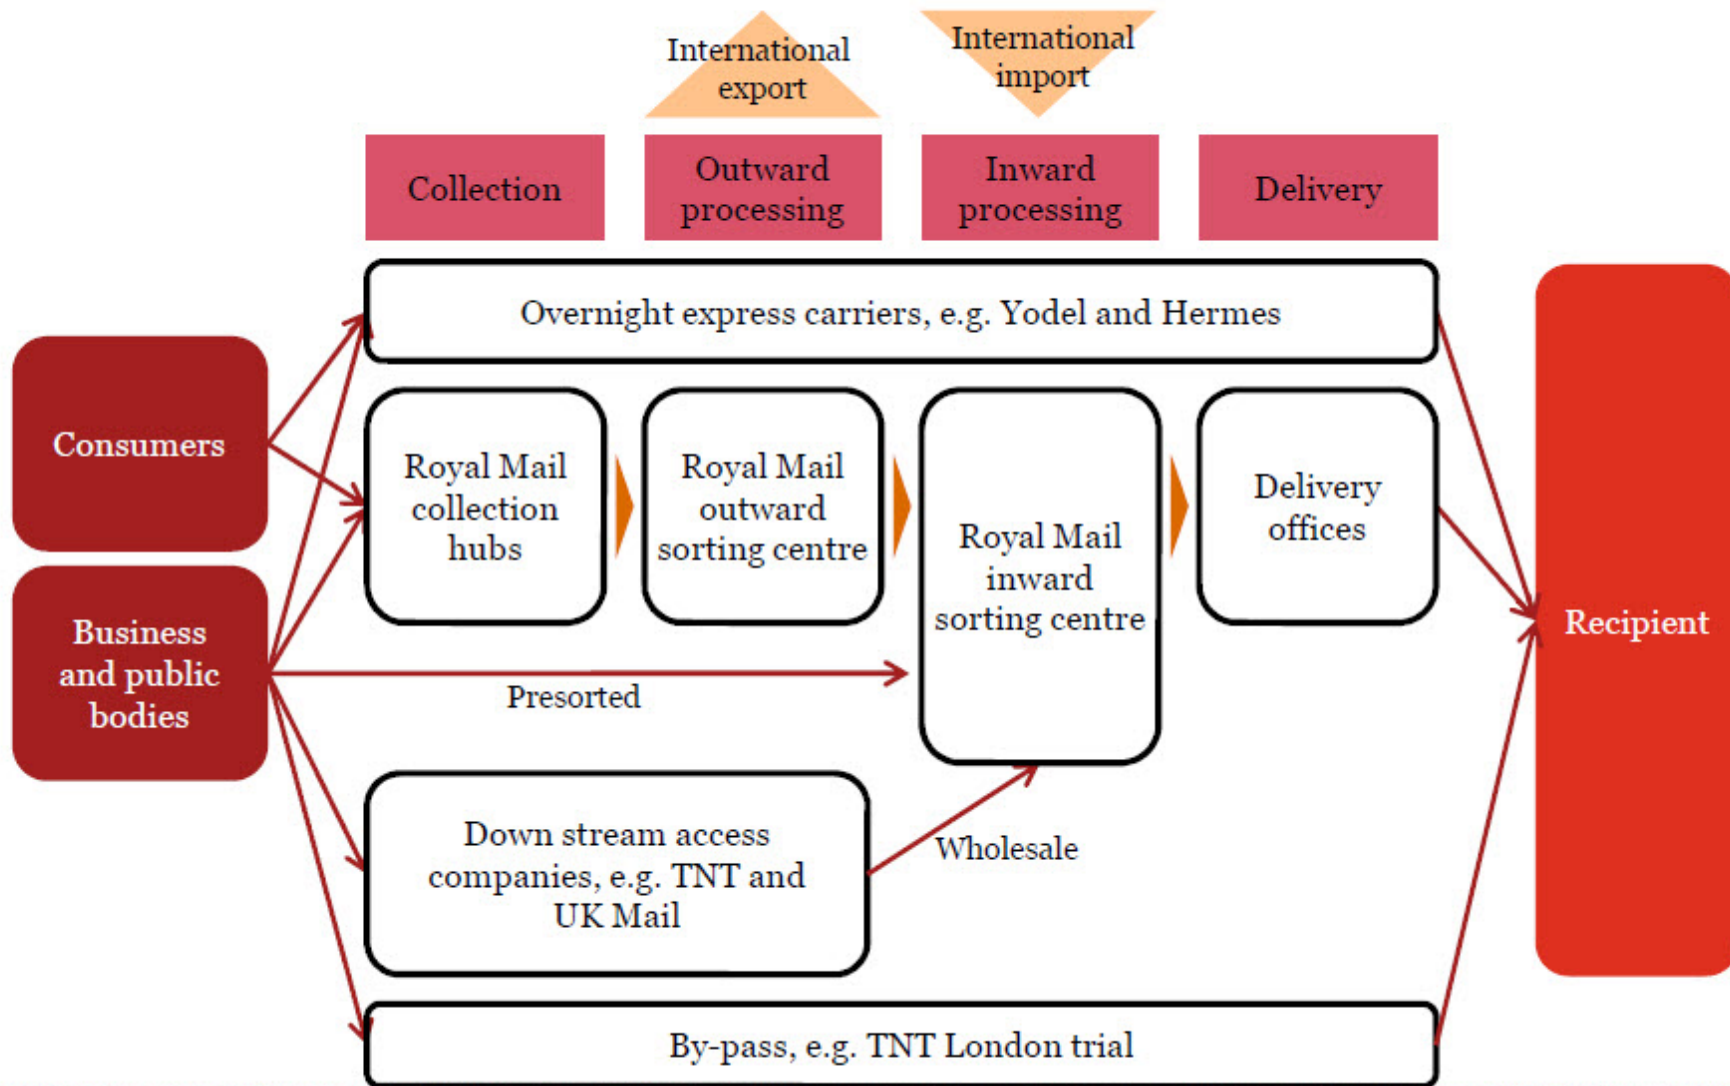 International
export
International
import
Collection
Outward
processing
Inward
processing
Delivery
Overnight express carriers, e.g. Yodel and Hermes
Consumers
Royal Mail
collection
hubs
Royal Mail
outward
sorting centre
Royal Mail
inward
sorting centre
Delivery
offices
Business
and public
bodies
Recipient
Presorted
Down stream access
companies, e.g. TNT and
UK Mail
Wholesale
By-pass, e.g. TNT London trial